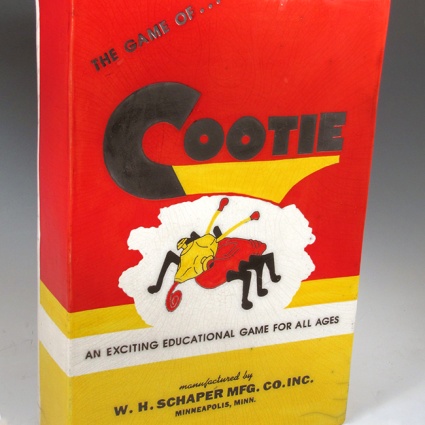 THE GAME OF...
COOTIE
AN EXCITING EDUCATIONAL GAME FOR ALL AGES
manufactured by
W. H. SCHAPER MFG. CO. INC.
MINNEAPOLIS, MINN.